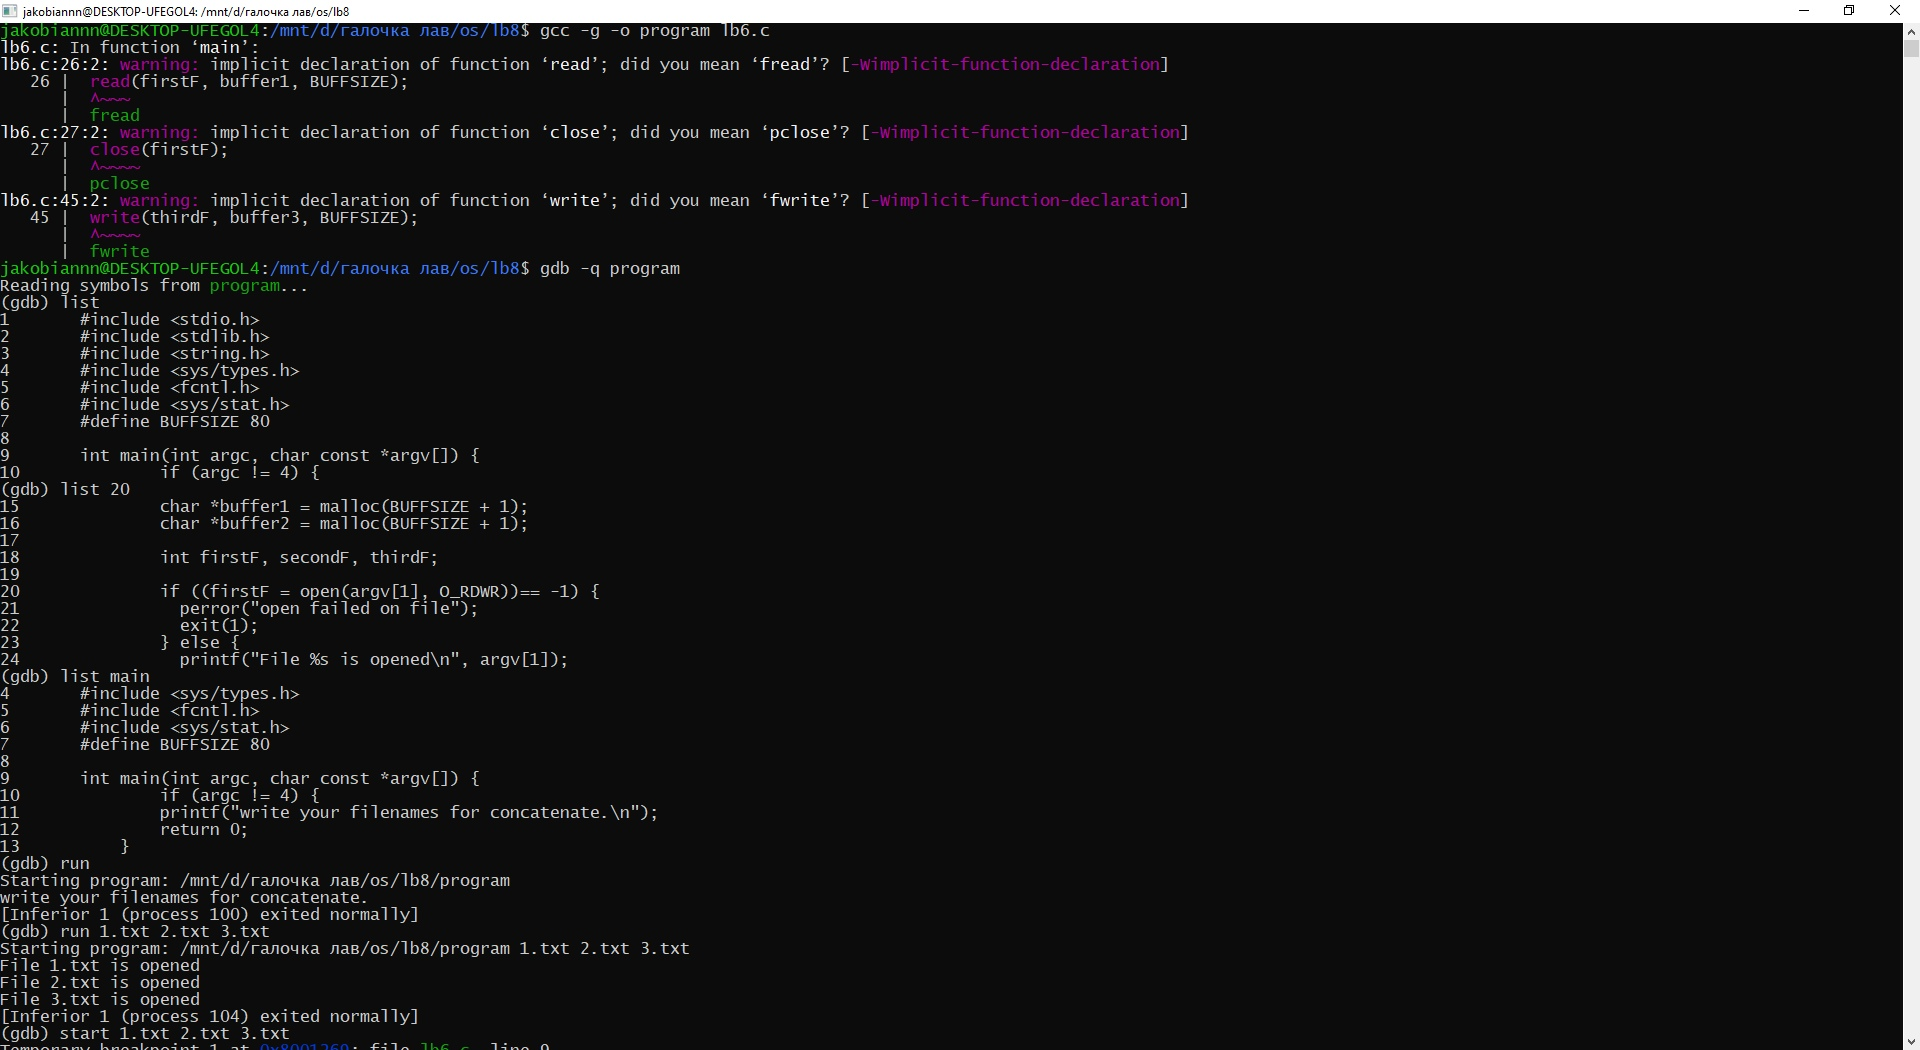 jakobiannn@DESKTOP-UFEGOL4: /mnt/d/галочка лав/os/lb8
jakobiannn@DESKTOP-UFEGOL4:/mnt/d/галочка лав/os/lb8$ gcc -g -o program lb6.c
lb6.c: In function ‘main’:
lb6.c:26:2: warning: implicit declaration of function ‘read’; did you mean ‘fread’? [-Wimplicit-function-declaration]
   26 |  read(firstF, buffer1, BUFFSIZE);
      |  ^~~~
      |  fread
lb6.c:27:2: warning: implicit declaration of function ‘close’; did you mean ‘pclose’? [-Wimplicit-function-declaration]
   27 |  close(firstF);
      |  ^~~~~
      |  pclose
lb6.c:45:2: warning: implicit declaration of function ‘write’; did you mean ‘fwrite’? [-Wimplicit-function-declaration]
   45 |  write(thirdF, buffer3, BUFFSIZE);
      |  ^~~~~
      |  fwrite
jakobiannn@DESKTOP-UFEGOL4:/mnt/d/галочка лав/os/lb8$ gdb -q program
Reading symbols from program...
(gdb) list
1       #include <stdio.h>
2       #include <stdlib.h>
3       #include <string.h>
4       #include <sys/types.h>
5       #include <fcntl.h>
6       #include <sys/stat.h>
7       #define BUFFSIZE 80
8
9       int main(int argc, char const *argv[]) {
10              if (argc != 4) {
(gdb) list 20
15              char *buffer1 = malloc(BUFFSIZE + 1);
16              char *buffer2 = malloc(BUFFSIZE + 1);
17
18              int firstF, secondF, thirdF;
19
20              if ((firstF = open(argv[1], O_RDWR))== -1) {
21                perror("open failed on file");
22                exit(1);
23              } else {
24                printf("File %s is opened\n", argv[1]);
(gdb) list main
4       #include <sys/types.h>
5       #include <fcntl.h>
6       #include <sys/stat.h>
7       #define BUFFSIZE 80
8
9       int main(int argc, char const *argv[]) {
10              if (argc != 4) {
11              printf("write your filenames for concatenate.\n");
12              return 0;
13          }
(gdb) run
Starting program: /mnt/d/галочка лав/os/lb8/program
write your filenames for concatenate.
[Inferior 1 (process 100) exited normally]
(gdb) run 1.txt 2.txt 3.txt
Starting program: /mnt/d/галочка лав/os/lb8/program 1.txt 2.txt 3.txt
File 1.txt is opened
File 2.txt is opened
File 3.txt is opened
[Inferior 1 (process 104) exited normally]
(gdb) start 1.txt 2.txt 3.txt
Temporary breakpoint 1 at 0x8001269: file lb6.c, line 9.